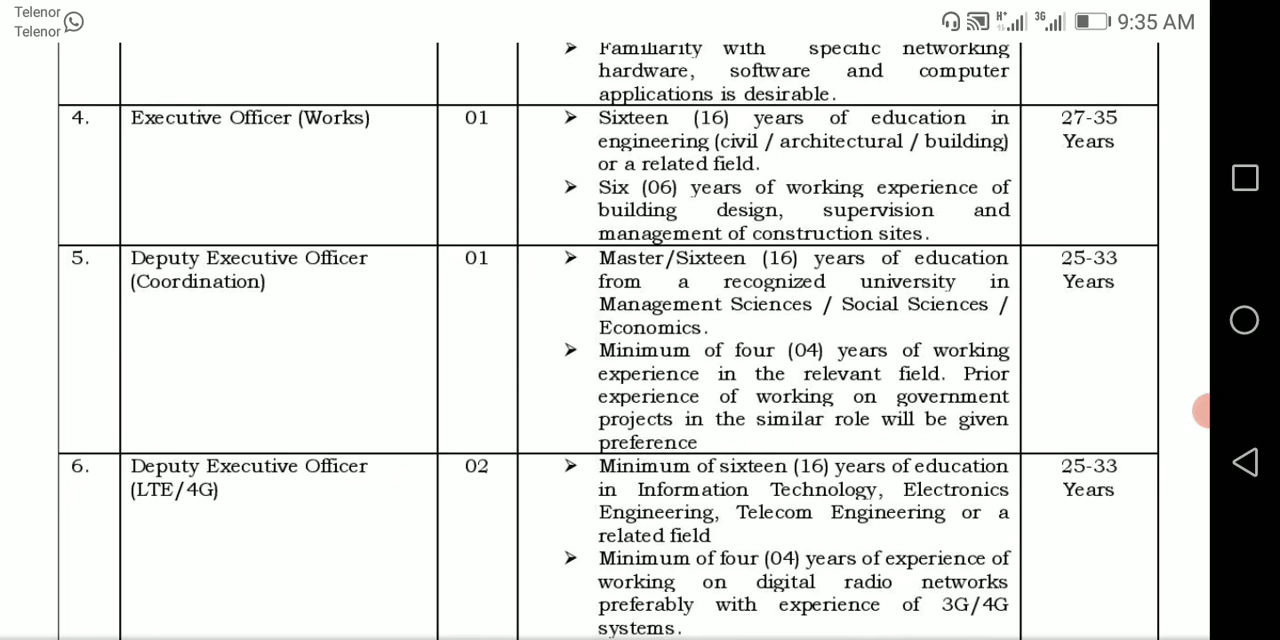 Telenor
Telenor
H+
3G
9:35 AM
Familiarity with specific networking
hardware, software and computer
applications is desirable.
4. Executive Officer (Works) 01 ➢ Sixteen (16) years of education in 27-35
engineering (civil / architectural / building) Years
or a related field.
➢ Six (06) years of working experience of
building design, supervision and
management of construction sites.
5. Deputy Executive Officer 01 ➢ Master/Sixteen (16) years of education 25-33
(Coordination) from a recognized university in Years
Management Sciences / Social Sciences /
Economics.
➢ Minimum of four (04) years of working
experience in the relevant field. Prior
experience of working on government
projects in the similar role will be given
preference
6. Deputy Executive Officer 02 ➢ Minimum of sixteen (16) years of education 25-33
(LTE/4G) in Information Technology, Electronics Years
Engineering, Telecom Engineering or a
related field
➢ Minimum of four (04) years of experience of
working on digital radio networks
preferably with experience of 3G/4G
systems.